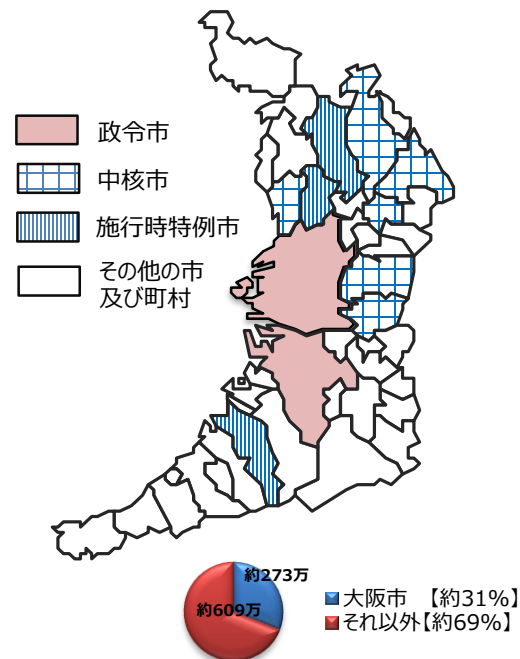 政令市
中核市
施行時特例市
その他の市
及び町村
約273万
約609万
大阪市 【約31%】
それ以外【約69%】